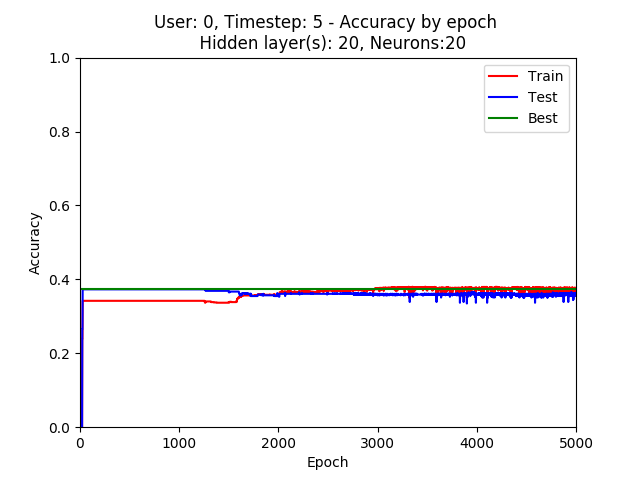 User: 0, Timestep: 5 - Accuracy by epoch
Hidden layer(s): 20, Neurons:20
1.0
0.8
0.6
0.4
0.2
0.0
Accuracy
Train
Test
Best
0 1000 2000 3000 4000 5000
Epoch